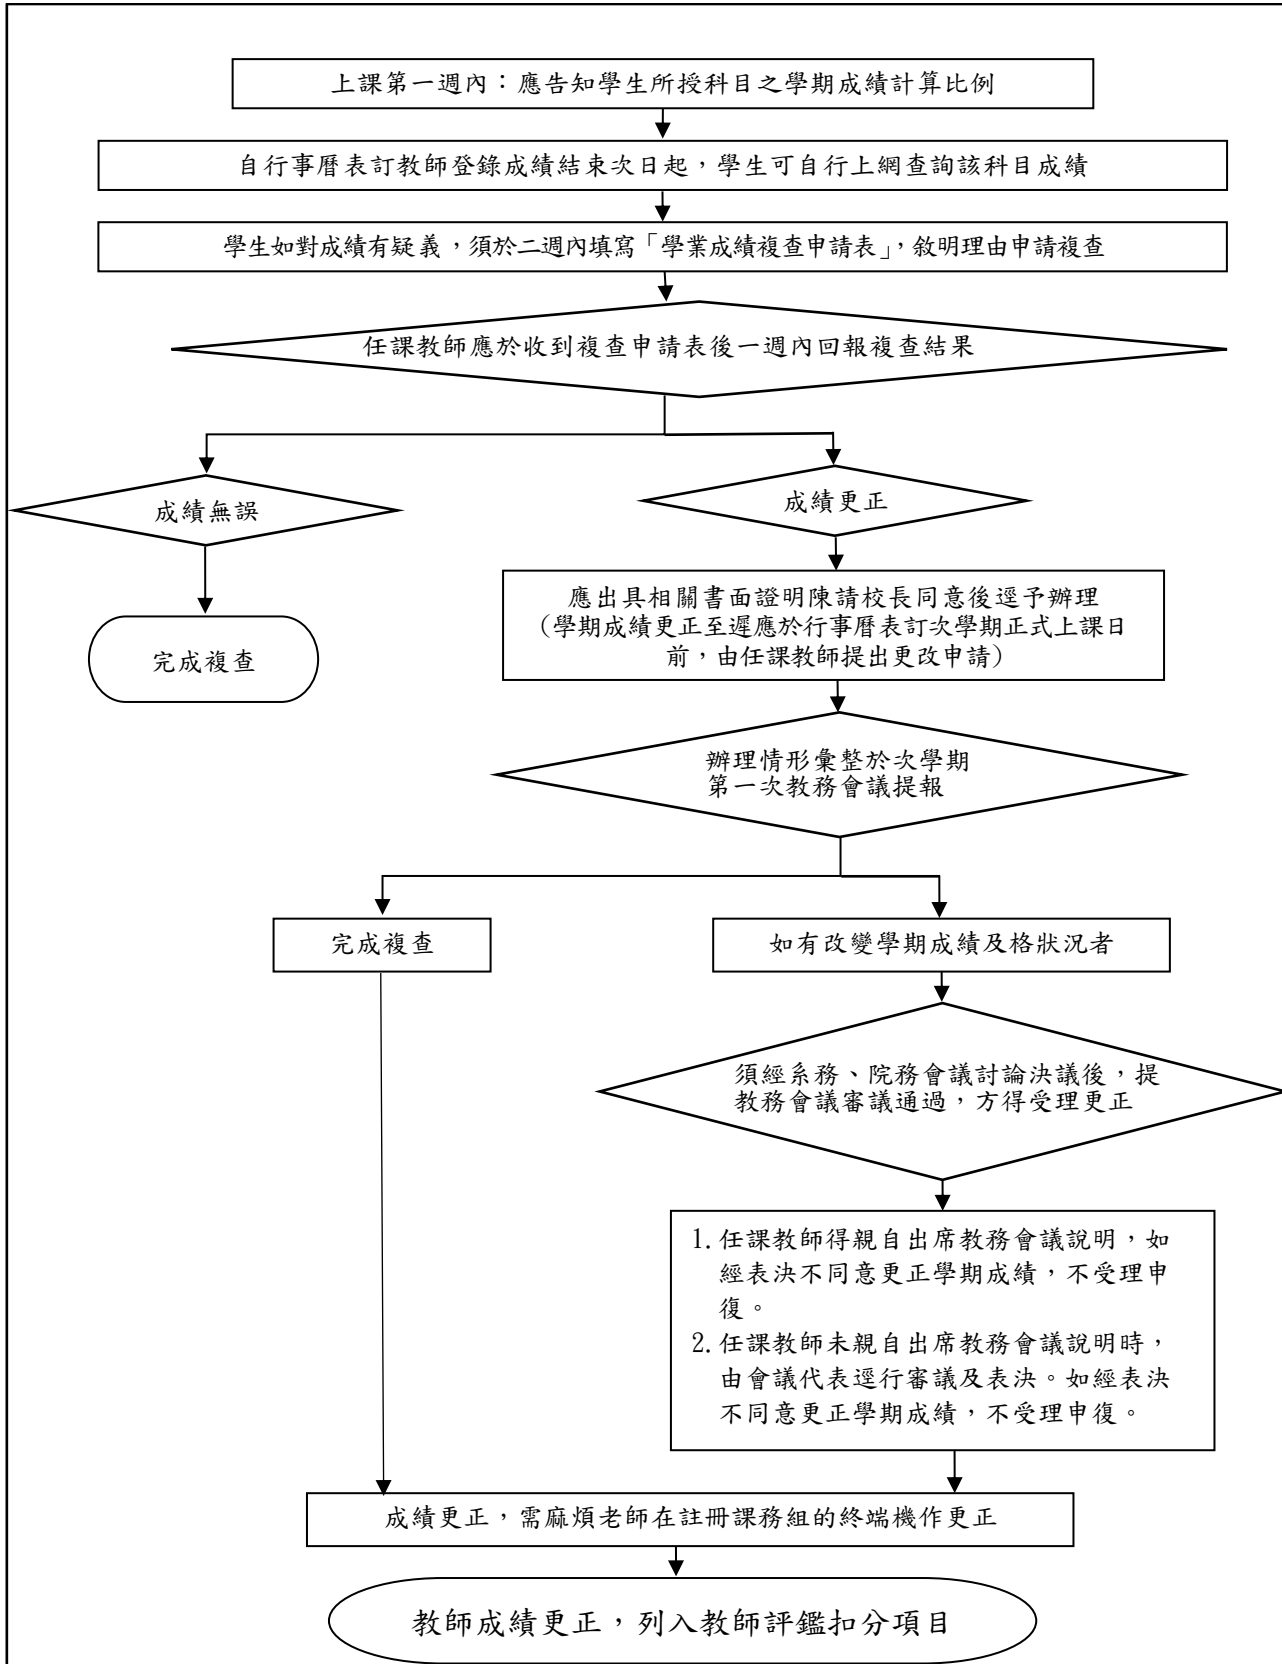 上課第一週內：應告知學生所授科目之學期成績計算比例
自行事曆表訂教師登錄成績結束次日起，學生可自行上網查詢該科目成績
學生如對成績有疑義，須於二週內填寫「學業成績複查申請表」，敘明理由申請複查
任課教師應於收到複查申請表後一週內回報複查結果
成績無誤
成績更正
應出具相關書面證明陳請校長同意後逕予辦理
（學期成績更正至遲應於行事曆表訂次學期正式上課日
前，由任課教師提出更改申請）
完成複查
辦理情形彙整於次學期
第一次教務會議提報
完成複查
如有改變學期成績及格狀況者
須經系務、院務會議討論決議後，提
教務會議審議通過，方得受理更正
1. 任課教師得親自出席教務會議說明，如
經表決不同意更正學期成績，不受理申
復。
2. 任課教師未親自出席教務會議說明時，
由會議代表逕行審議及表決。如經表決
不同意更正學期成績，不受理申復。
成績更正，需麻煩老師在註冊課務組的終端機作更正
教師成績更正，列入教師評鑑扣分項目